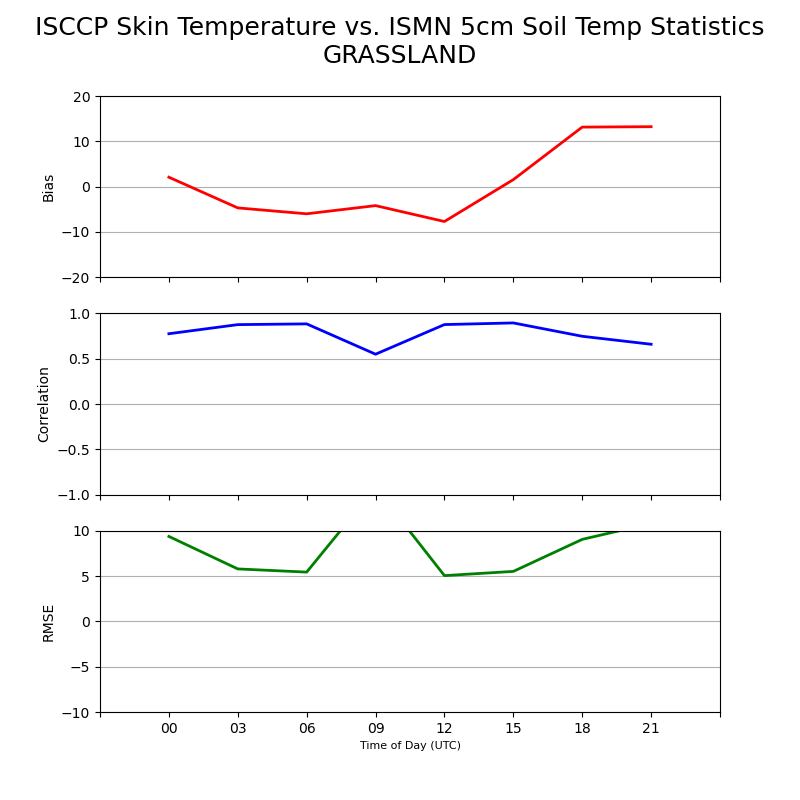 ISCCP Skin Temperature vs. ISMN 5cm Soil Temp Statistics
GRASSLAND
20
10
0
−10
−20
Bias
1.0
0.5
0.0
−0.5
−1.0
Correlation
10
5
0
−5
−10
RMSE
00 03 06 09 12 15 18 21
Time of Day (UTC)